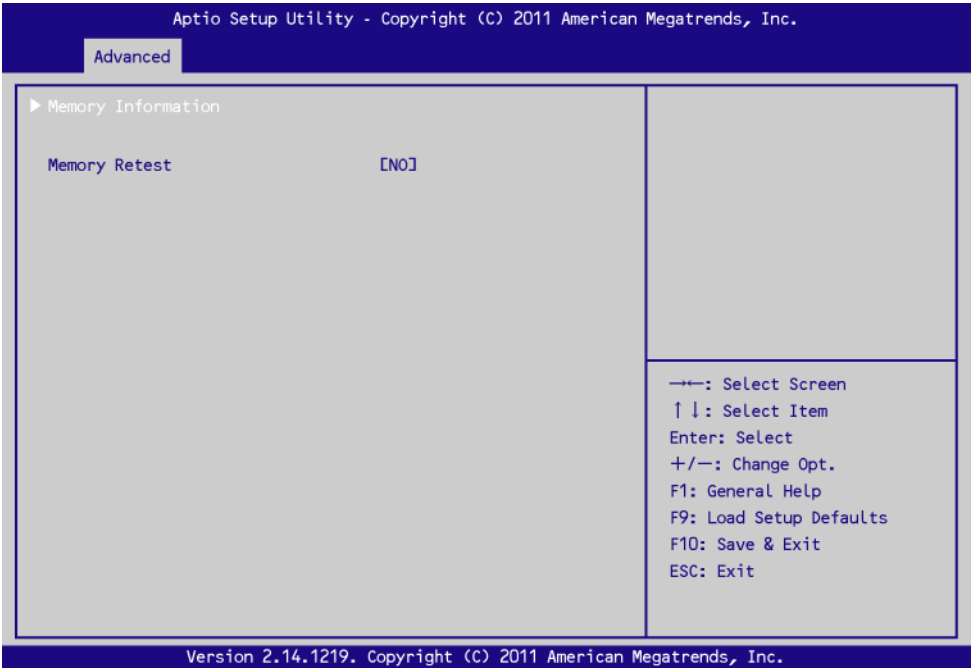 Aptio Setup Utility - Copyright (C) 2011 American Megatrends, Inc.
Advanced
▶ Memory Information
Memory Retest [NO]
→←: Select Screen
↑↓: Select Item
Enter: Select
+/−: Change Opt.
F1: General Help
F9: Load Setup Defaults
F10: Save & Exit
ESC: Exit
Version 2.14.1219. Copyright (C) 2011 American Megatrends, Inc.